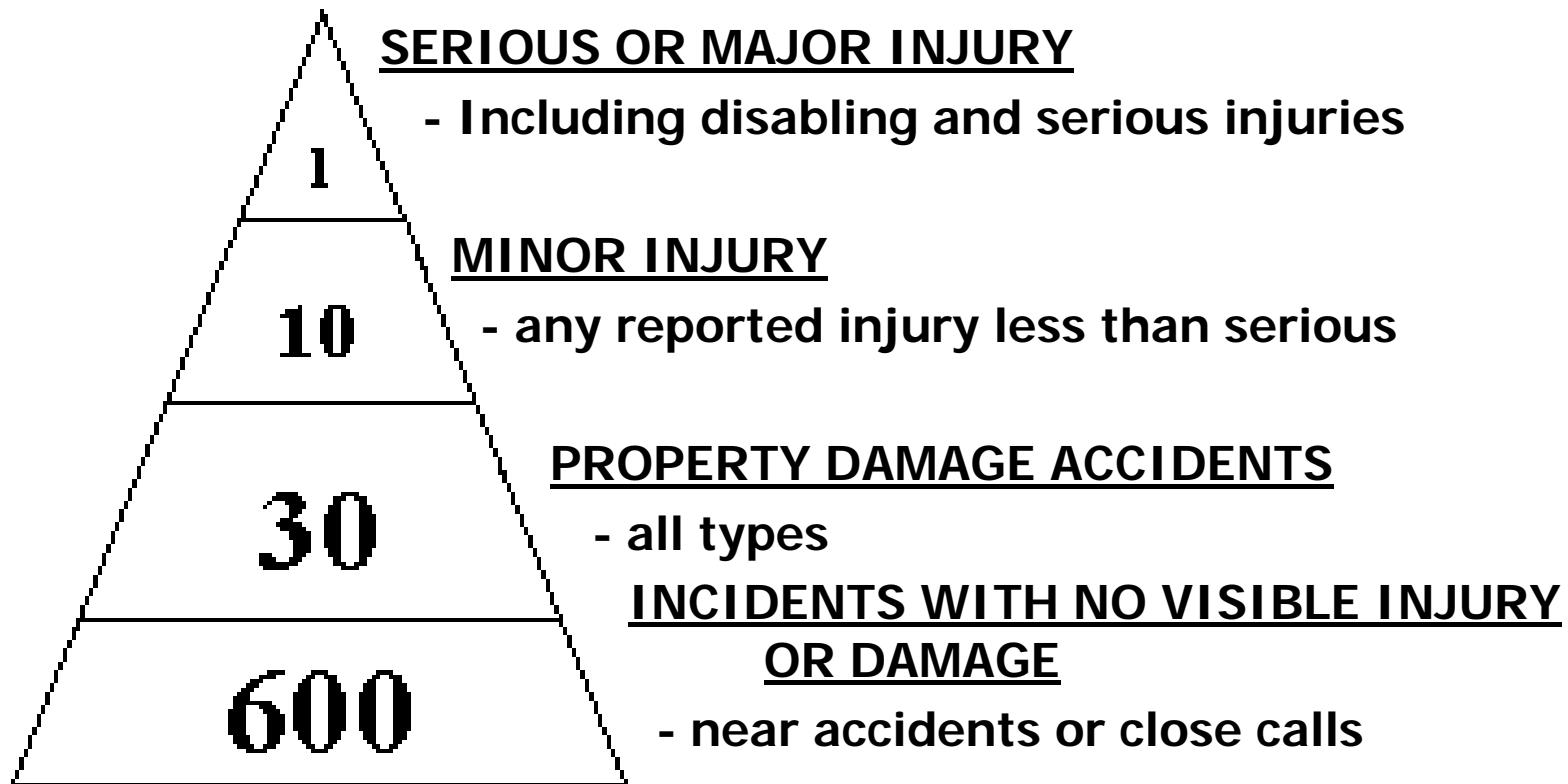 SERIOUS OR MAJOR INJURY
- Including disabling and serious injuries
1
MINOR INJURY
10
- any reported injury less than serious
PROPERTY DAMAGE ACCIDENTS
30
- all types
INCIDENTS WITH NO VISIBLE INJURY
OR DAMAGE
600
- near accidents or close calls